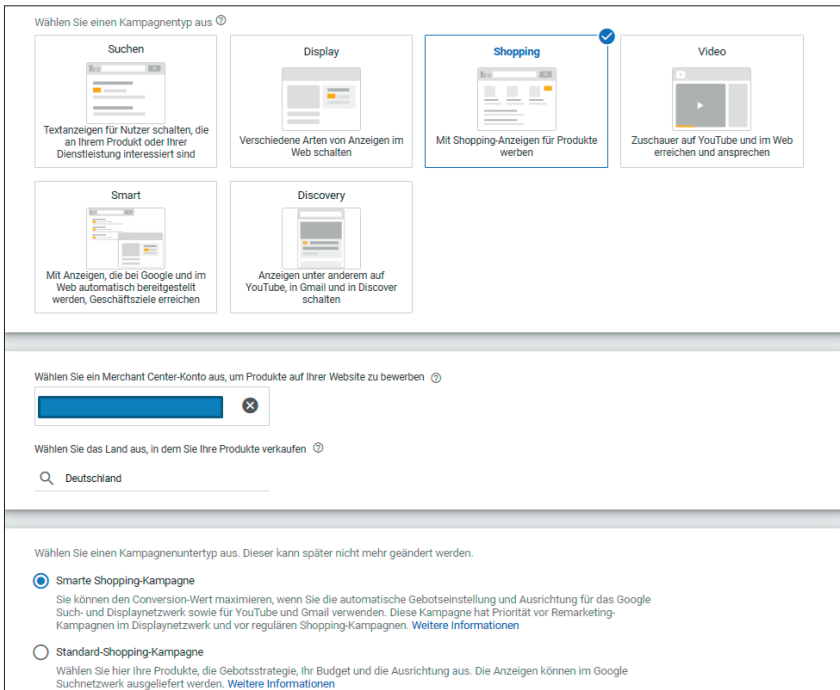 Wählen Sie einen Kampagnentyp aus
Suchen
Textanzeigen für Nutzer schalten, die
an Ihrem Produkt oder Ihrer
Dienstleistung interessiert sind
Display
Verschiedene Arten von Anzeigen im
Web schalten
Shopping
Mit Shopping-Anzeigen für Produkte
werben
Video
Zuschauer auf YouTube und im Web
erreichen und ansprechen
Smart
Mit Anzeigen, die bei Google und im
Web automatisch bereitgestellt
werden, Geschäftsziele erreichen
Discovery
Anzeigen unter anderem auf
YouTube, in Gmail und in Discover
schalten
Wählen Sie ein Merchant Center-Konto aus, um Produkte auf Ihrer Website zu bewerben
Wählen Sie das Land aus, in dem Sie Ihre Produkte verkaufen
Deutschland
Wählen Sie einen Kampagnenuntertyp aus. Dieser kann später nicht mehr geändert werden.
Smarte Shopping-Kampagne
Sie können den Conversion-Wert maximieren, wenn Sie die automatische Gebotseinstellung und Ausrichtung für das Google
Such- und Displaynetzwerk sowie für YouTube und Gmail verwenden. Diese Kampagne hat Priorität vor Remarketing-
Kampagnen im Displaynetzwerk und vor regulären Shopping-Kampagnen. Weitere Informationen
Standard-Shopping-Kampagne
Wählen Sie hier Ihre Produkte, die Gebotsstrategie, Ihr Budget und die Ausrichtung aus. Die Anzeigen können im Google
Suchnetzwerk ausgeliefert werden. Weitere Informationen